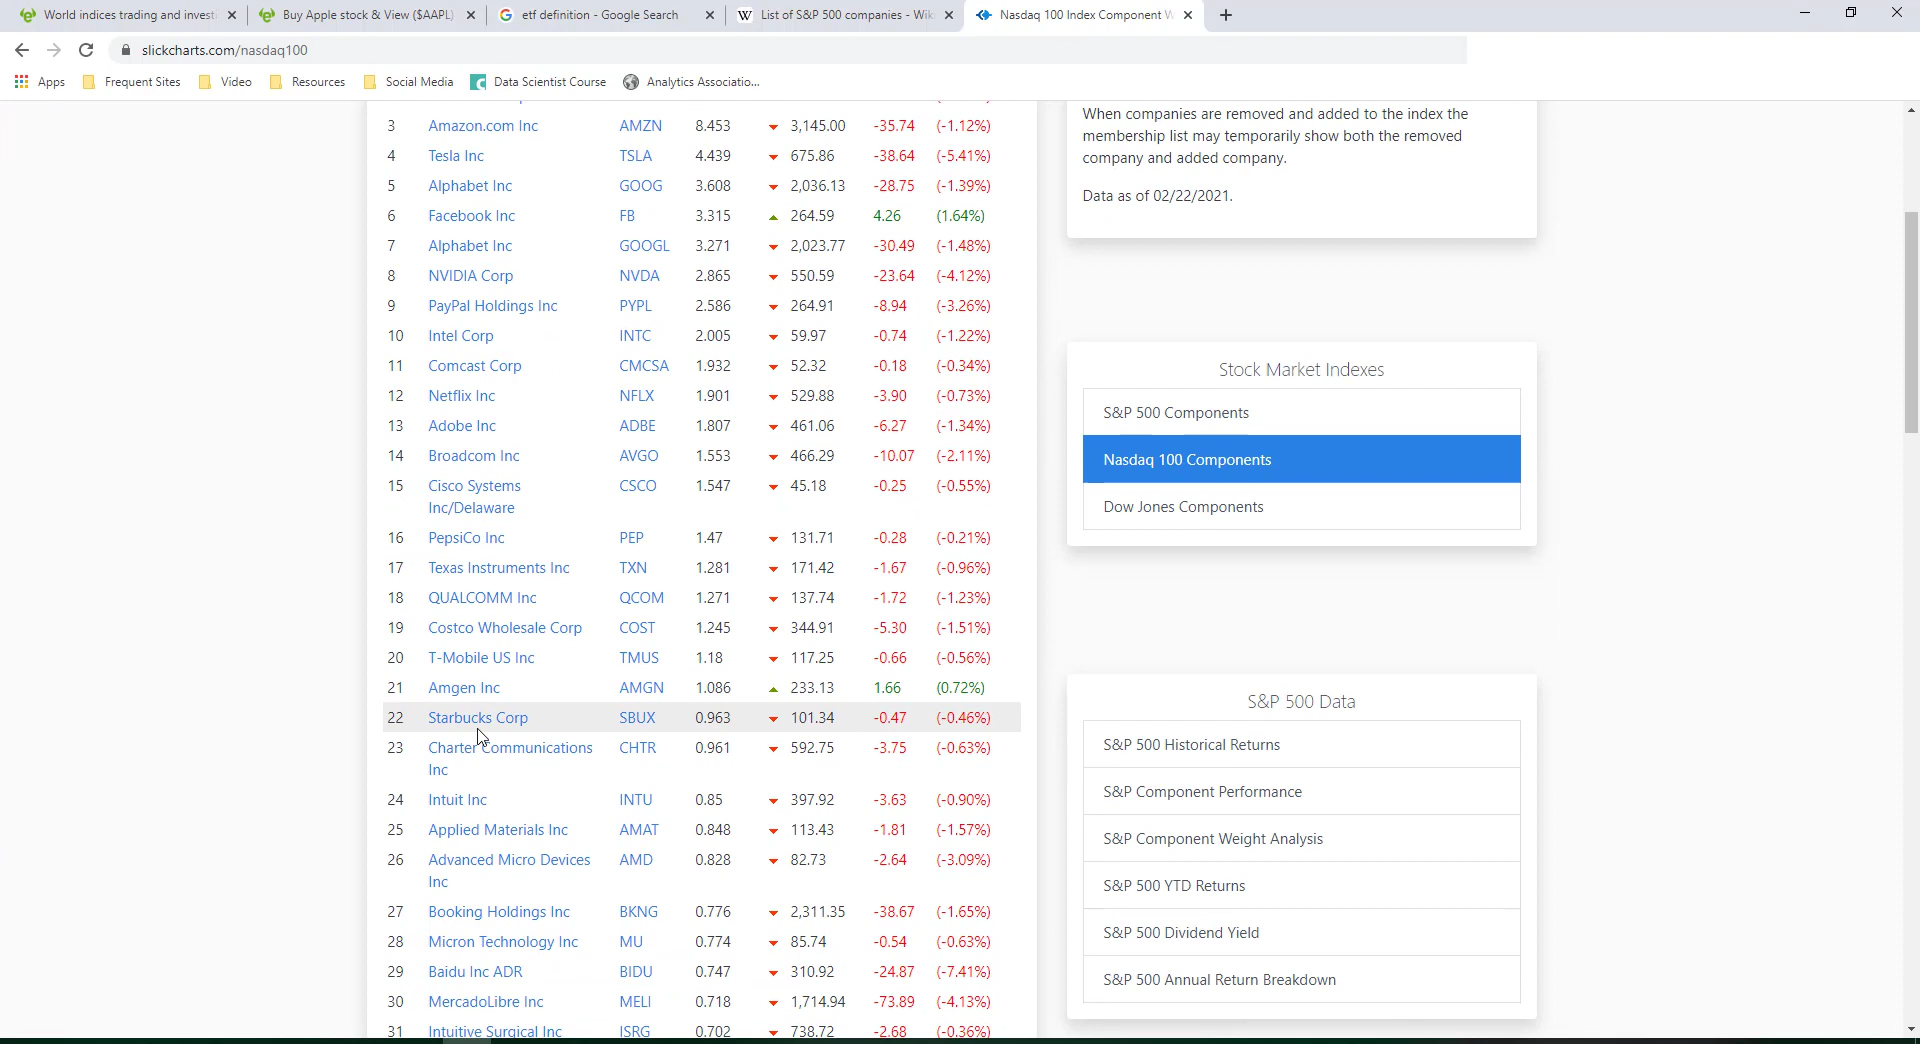 World indices trading and investi
Buy Apple stock & View ($AAPL)
etf definition - Google Search
List of S&P 500 companies - Wik
Nasdaq 100 Index Component W
slickcharts.com/nasdaq100
Apps
Frequent Sites
Video
Resources
Social Media
Data Scientist Course
Analytics Associatio...
3 Amazon.com Inc AMZN 8.453 3,145.00 -35.74 (-1.12%)
4 Tesla Inc TSLA 4.439 675.86 -38.64 (-5.41%)
5 Alphabet Inc GOOG 3.608 2,036.13 -28.75 (-1.39%)
6 Facebook Inc FB 3.315 264.59 4.26 (1.64%)
7 Alphabet Inc GOOGL 3.271 2,023.77 -30.49 (-1.48%)
8 NVIDIA Corp NVDA 2.865 550.59 -23.64 (-4.12%)
9 PayPal Holdings Inc PYPL 2.586 264.91 -8.94 (-3.26%)
10 Intel Corp INTC 2.005 59.97 -0.74 (-1.22%)
11 Comcast Corp CMCSA 1.932 52.32 -0.18 (-0.34%)
12 Netflix Inc NFLX 1.901 529.88 -3.90 (-0.73%)
13 Adobe Inc ADBE 1.807 461.06 -6.27 (-1.34%)
14 Broadcom Inc AVGO 1.553 466.29 -10.07 (-2.11%)
15 Cisco Systems CSCO 1.547 45.18 -0.25 (-0.55%)
Inc/Delaware
16 PepsiCo Inc PEP 1.47 131.71 -0.28 (-0.21%)
17 Texas Instruments Inc TXN 1.281 171.42 -1.67 (-0.96%)
18 QUALCOMM Inc QCOM 1.271 137.74 -1.72 (-1.23%)
19 Costco Wholesale Corp COST 1.245 344.91 -5.30 (-1.51%)
20 T-Mobile US Inc TMUS 1.18 117.25 -0.66 (-0.56%)
21 Amgen Inc AMGN 1.086 233.13 1.66 (0.72%)
22 Starbucks Corp SBUX 0.963 101.34 -0.47 (-0.46%)
23 Charter Communications CHTR 0.961 592.75 -3.75 (-0.63%)
Inc
24 Intuit Inc INTU 0.85 397.92 -3.63 (-0.90%)
25 Applied Materials Inc AMAT 0.848 113.43 -1.81 (-1.57%)
26 Advanced Micro Devices AMD 0.828 82.73 -2.64 (-3.09%)
Inc
27 Booking Holdings Inc BKNG 0.776 2,311.35 -38.67 (-1.65%)
28 Micron Technology Inc MU 0.774 85.74 -0.54 (-0.63%)
29 Baidu Inc ADR BIDU 0.747 310.92 -24.87 (-7.41%)
30 MercadoLibre Inc MELI 0.718 1,714.94 -73.89 (-4.13%)
31 Intuitive Surgical Inc ISRG 0.702 738.72 -2.68 (-0.36%)
When companies are removed and added to the index the
membership list may temporarily show both the removed
company and added company.
Data as of 02/22/2021.
Stock Market Indexes
S&P 500 Components
Nasdaq 100 Components
Dow Jones Components
S&P 500 Data
S&P 500 Historical Returns
S&P Component Performance
S&P Component Weight Analysis
S&P 500 YTD Returns
S&P 500 Dividend Yield
S&P 500 Annual Return Breakdown